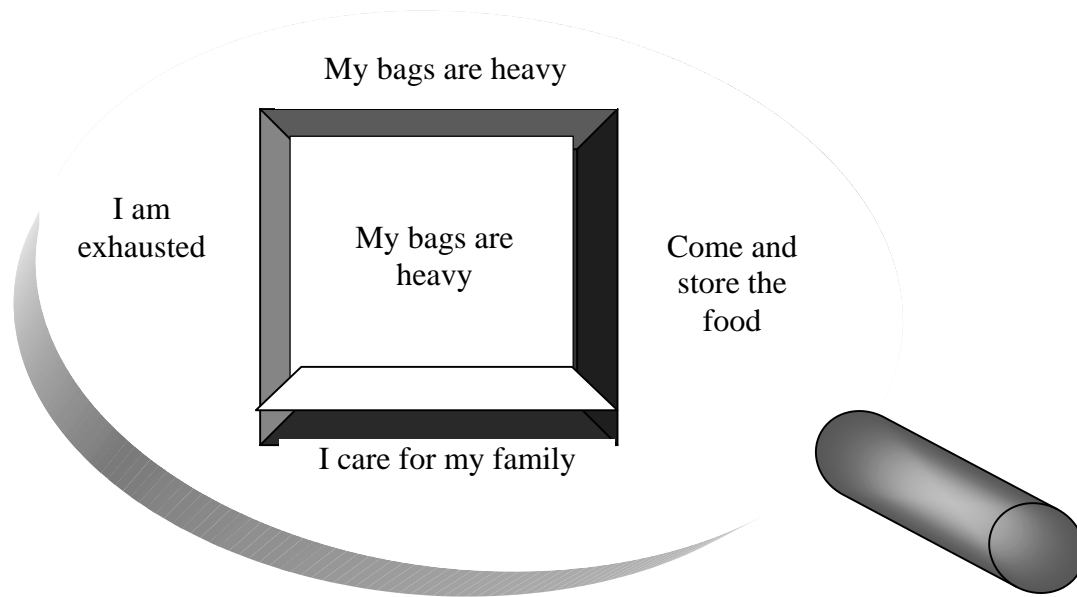 My bags are heavy
I am
exhausted
My bags are
heavy
Come and
store the
food
I care for my family